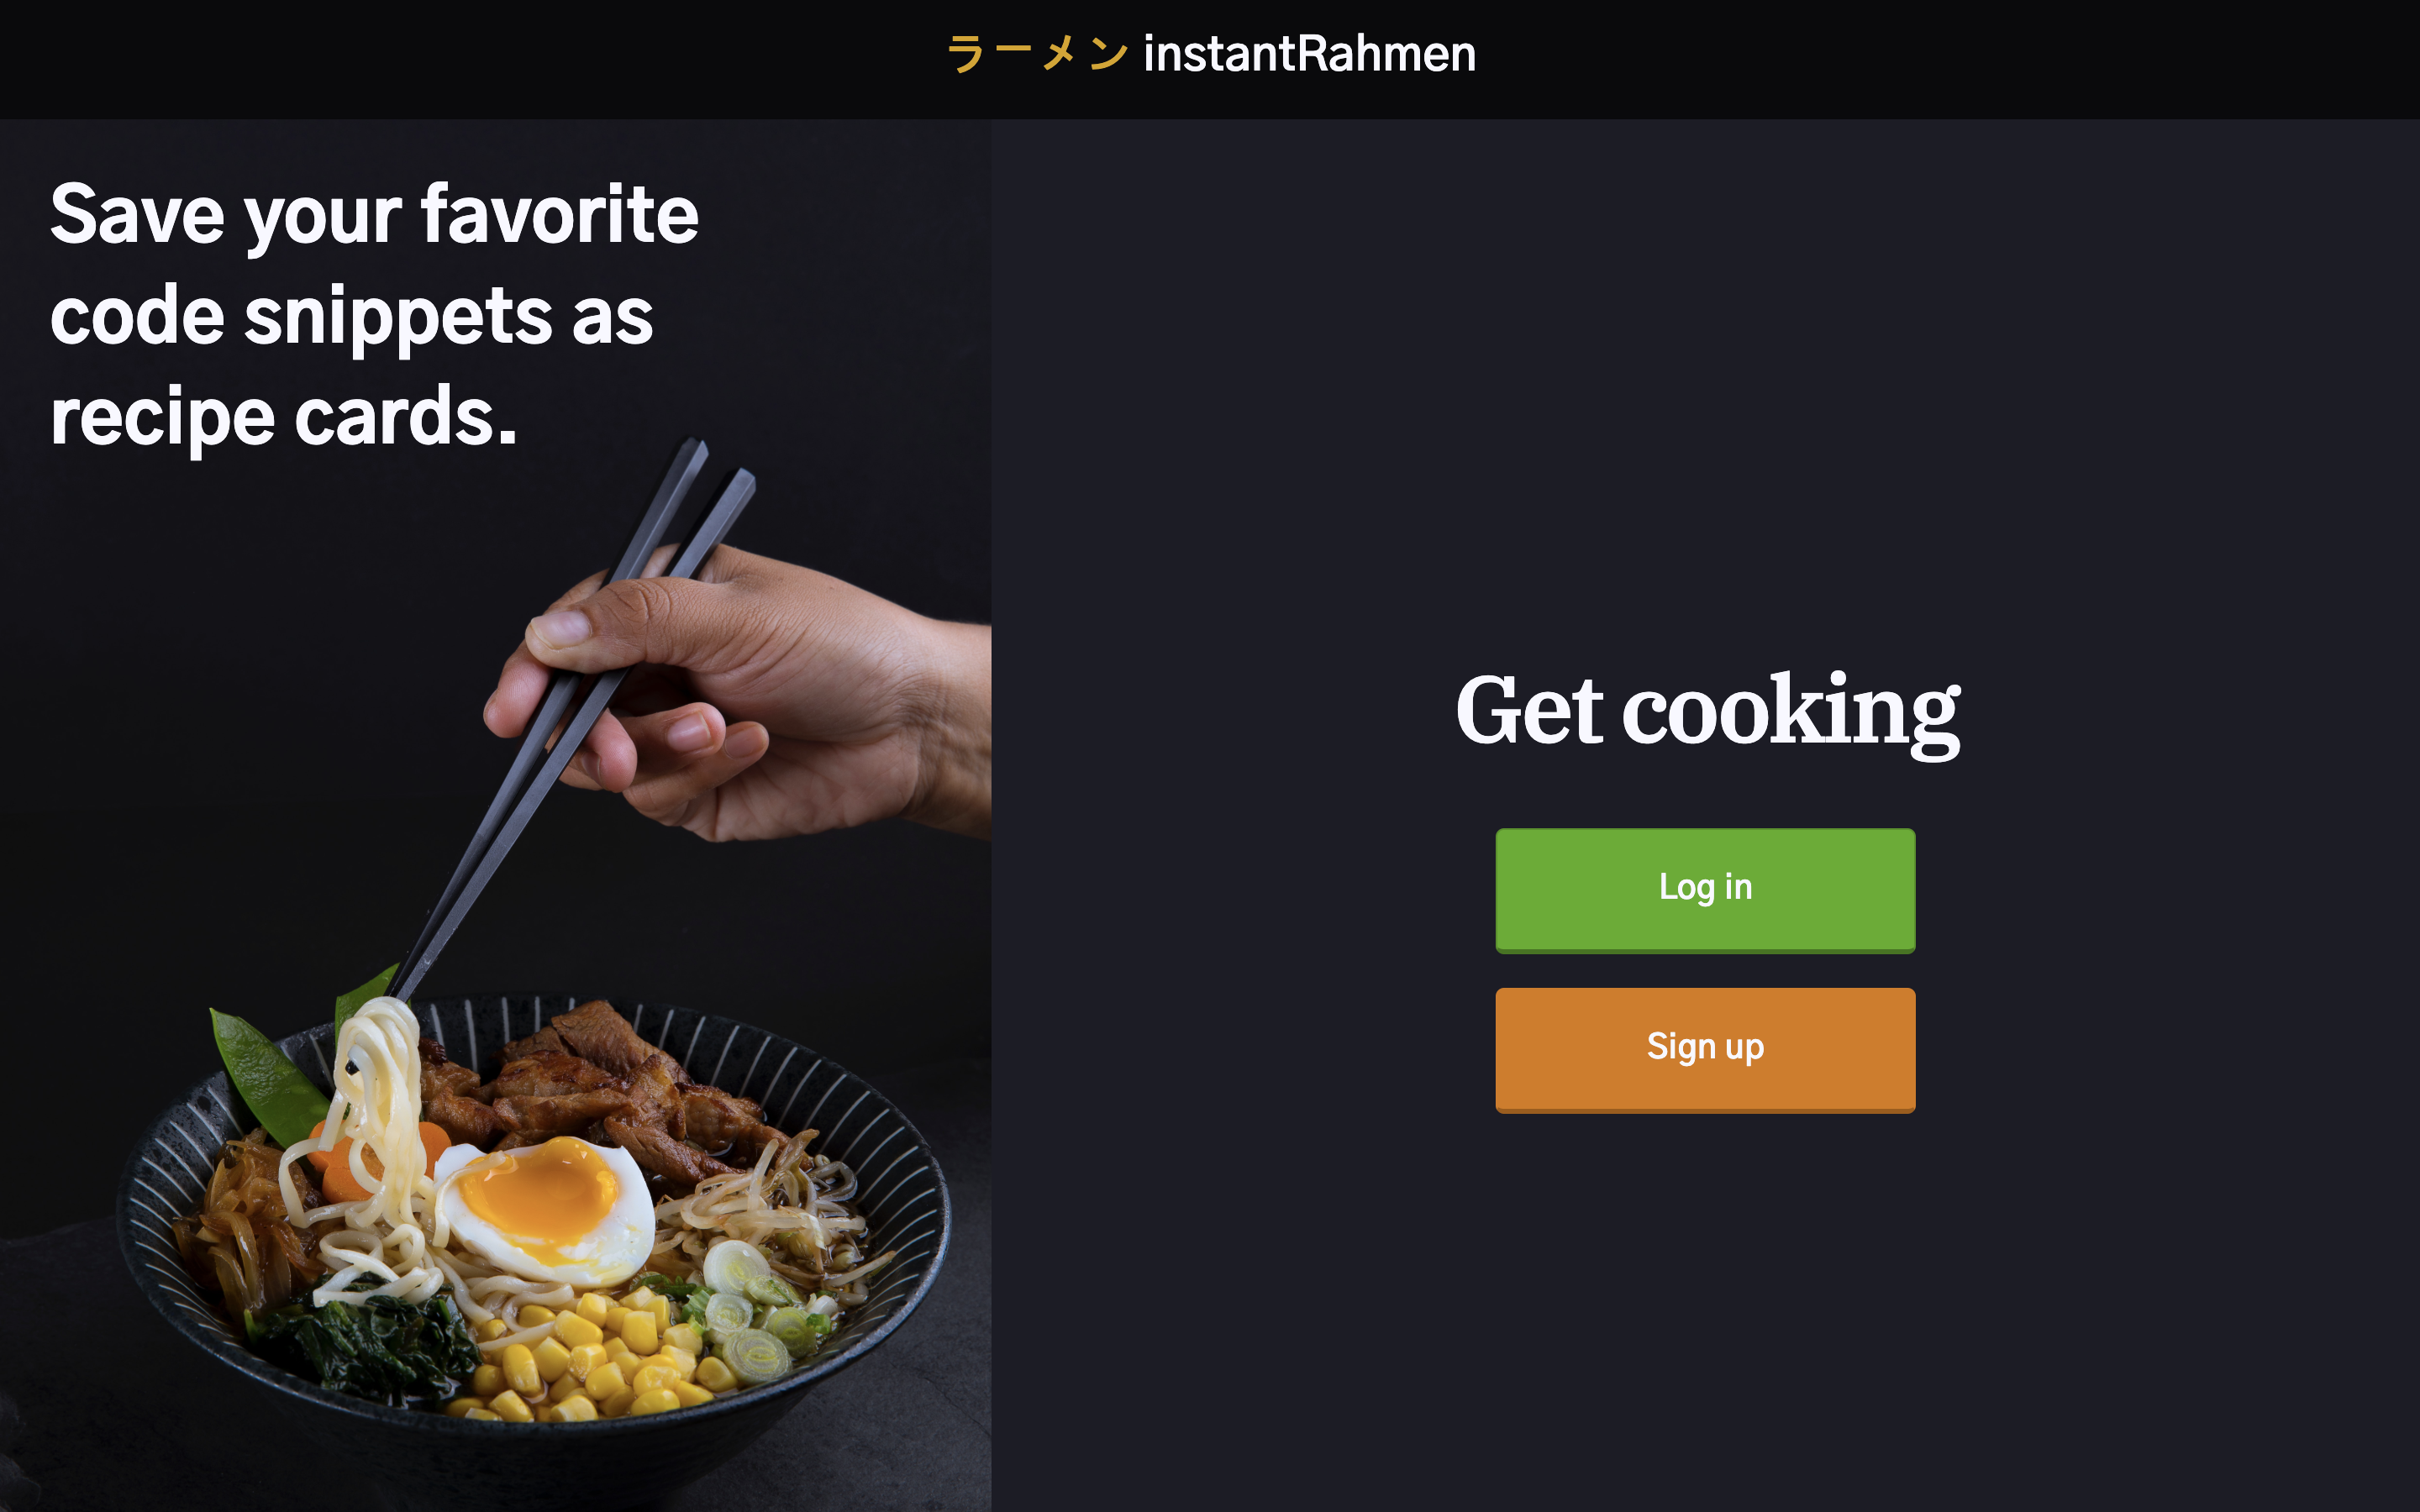 ラーメン instantRahmen
Save your favorite
code snippets as
recipe cards.
Get cooking
Log in
Sign up